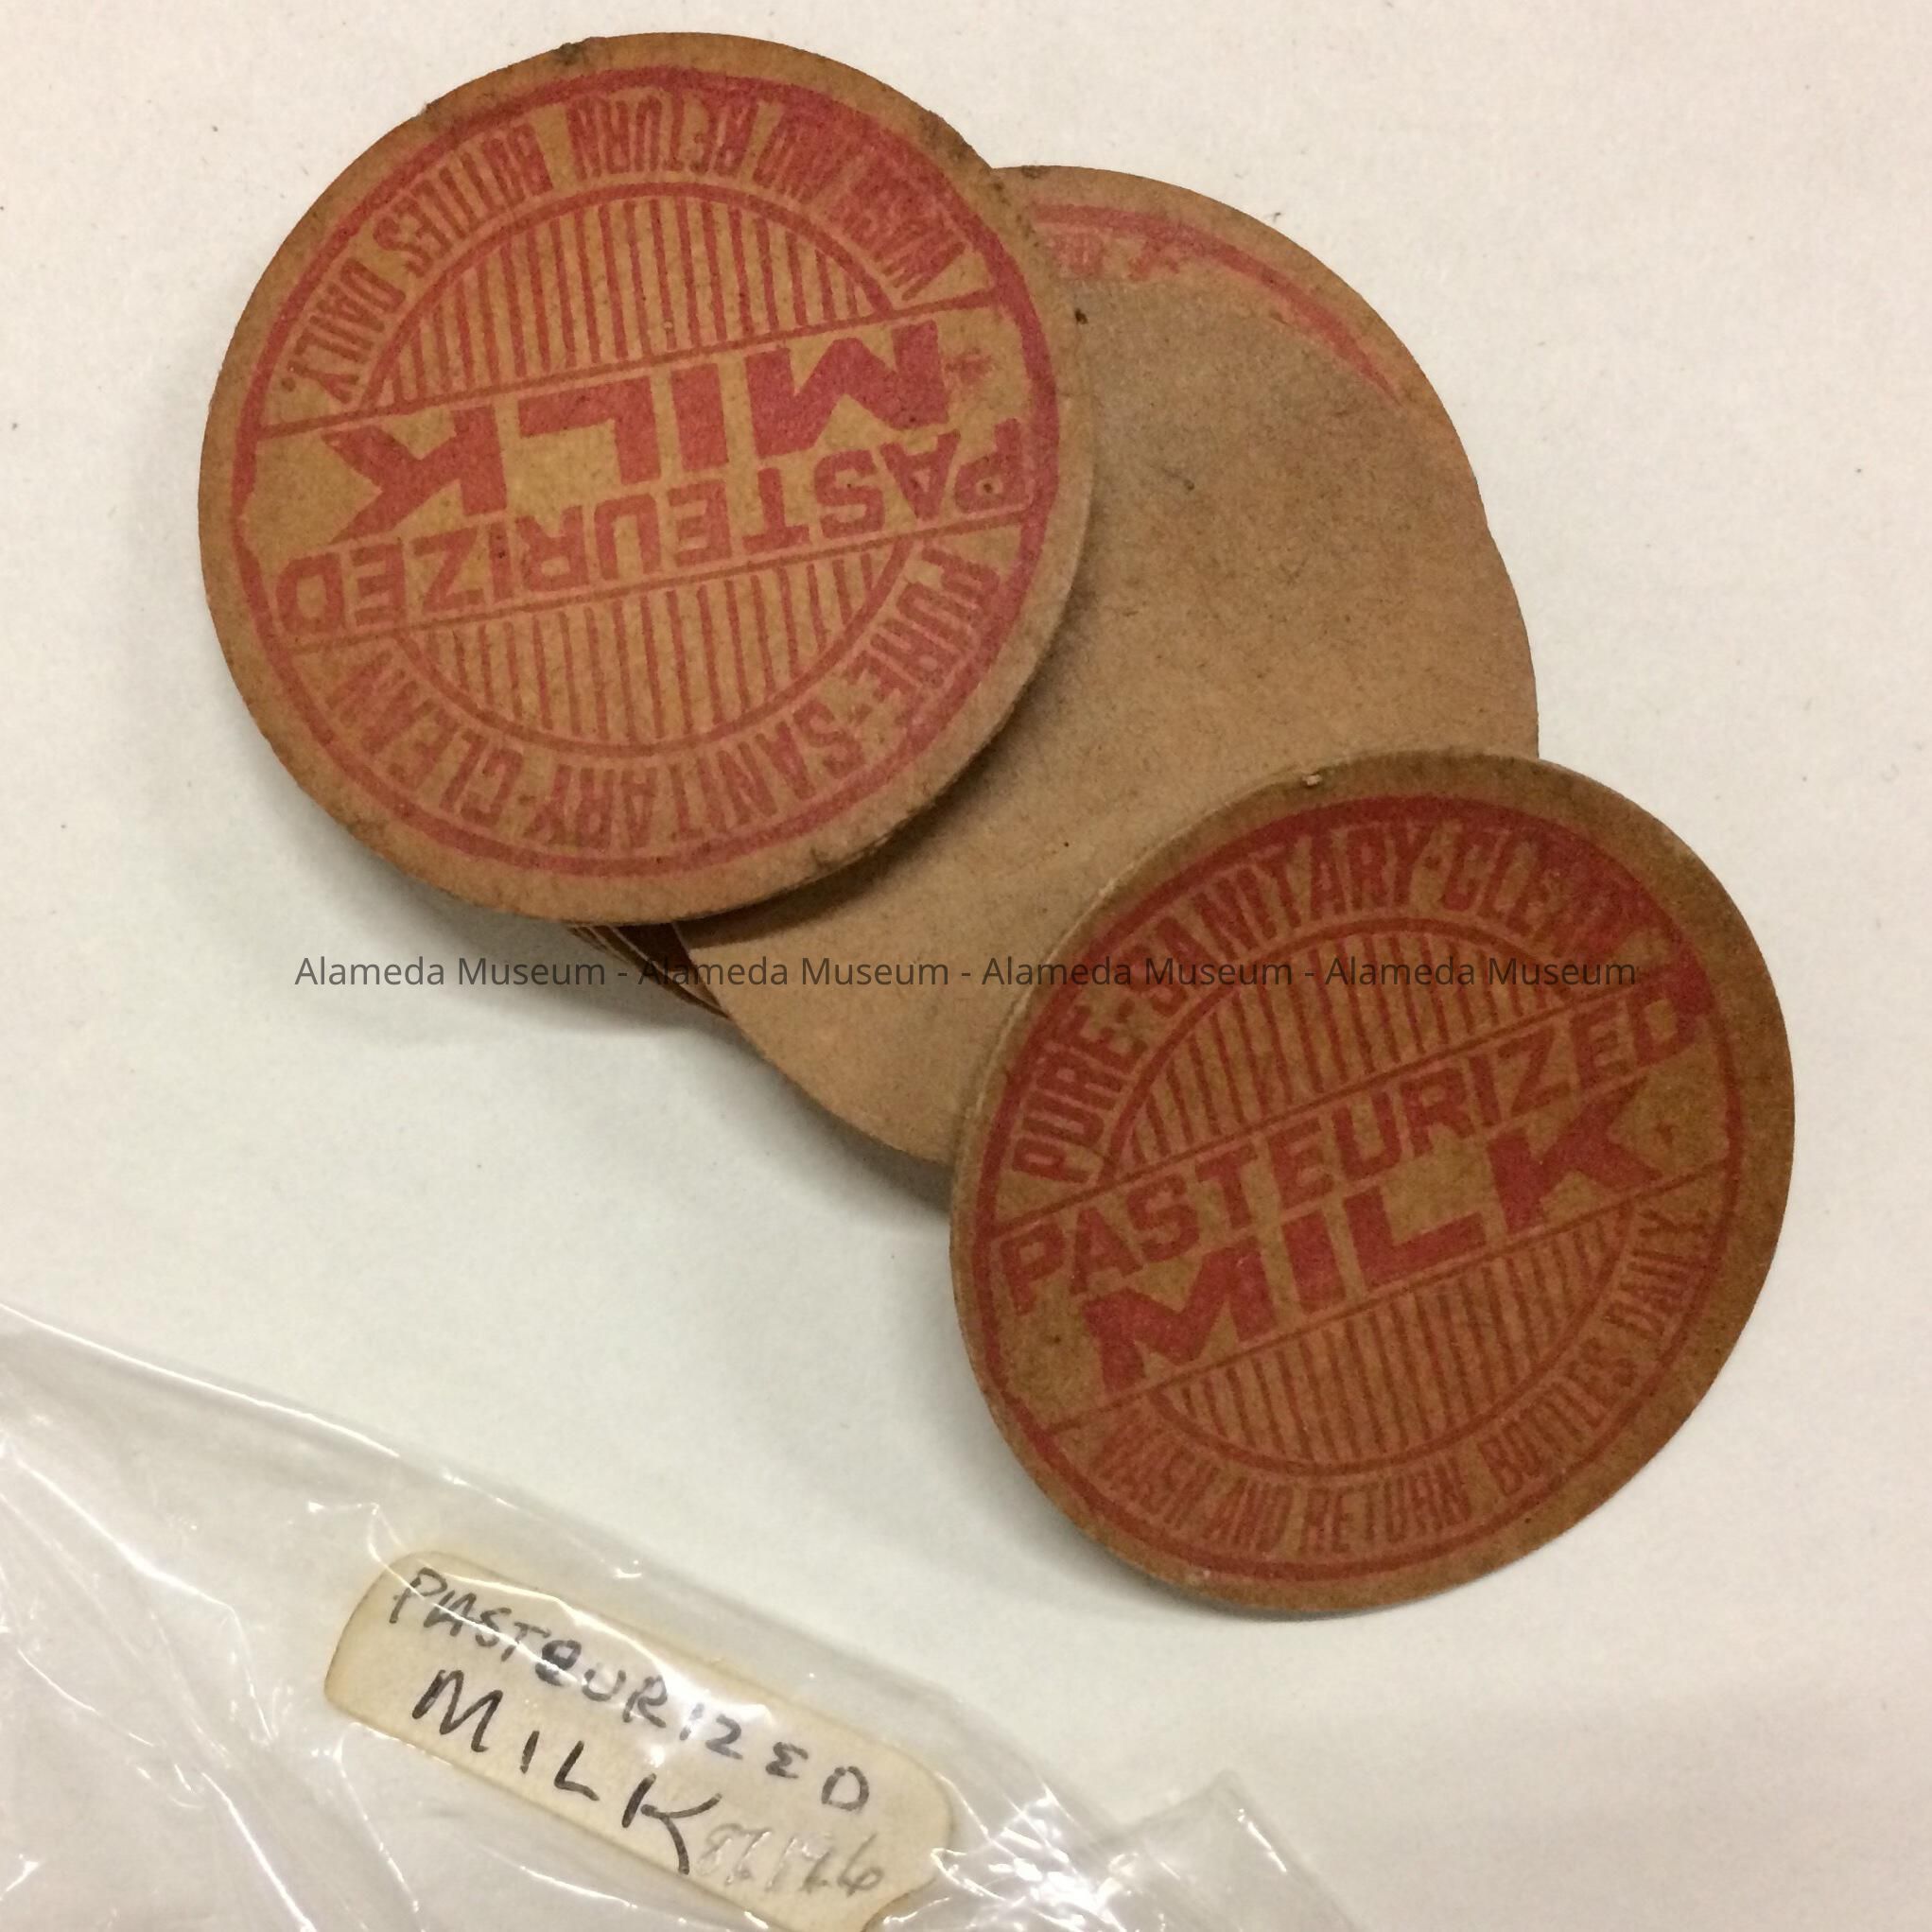 WASH AND RETURN BOTTLES DAILY.
MILK
PASTEURIZED
PURE-SANITARY-CLEAN
Alameda Museum - Alameda Museum - Alameda Museum - Alameda Museum
PURE-SANITARY-CLEAN
PASTEURIZED
MILK
WASH AND RETURN BOTTLES DAILY.
PASTEURIZED
MILK